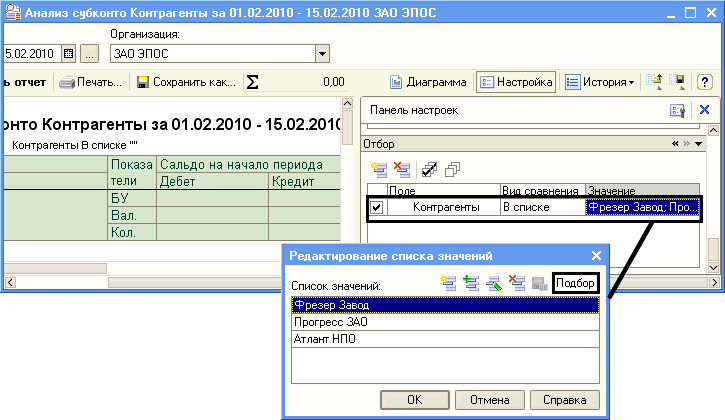 Анализ субконто Контрагенты за 01.02.2010 - 15.02.2010 ЗАО ЭПОС
Организация:
5.02.2010 ... ЗАО ЭПОС
ь отчет Печать... Сохранить как... Σ 0,00 Диаграмма Настройка История ?
онто Контрагенты за 01.02.2010 - 15.02.2010
Контрагенты В списке ""
Показа тели Сальдо на начало периода
Дебет Кредит
БУ
Вал.
Кол.
Панель настроек
Отбор
Поле Вид сравнения Значение
Контрагенты В списке Фрезер Завод; Про...
Редактирование списка значений
Список значений: Подбор
Фрезер Завод
Прогресс ЗАО
Атлант НПО
OK Отмена Справка